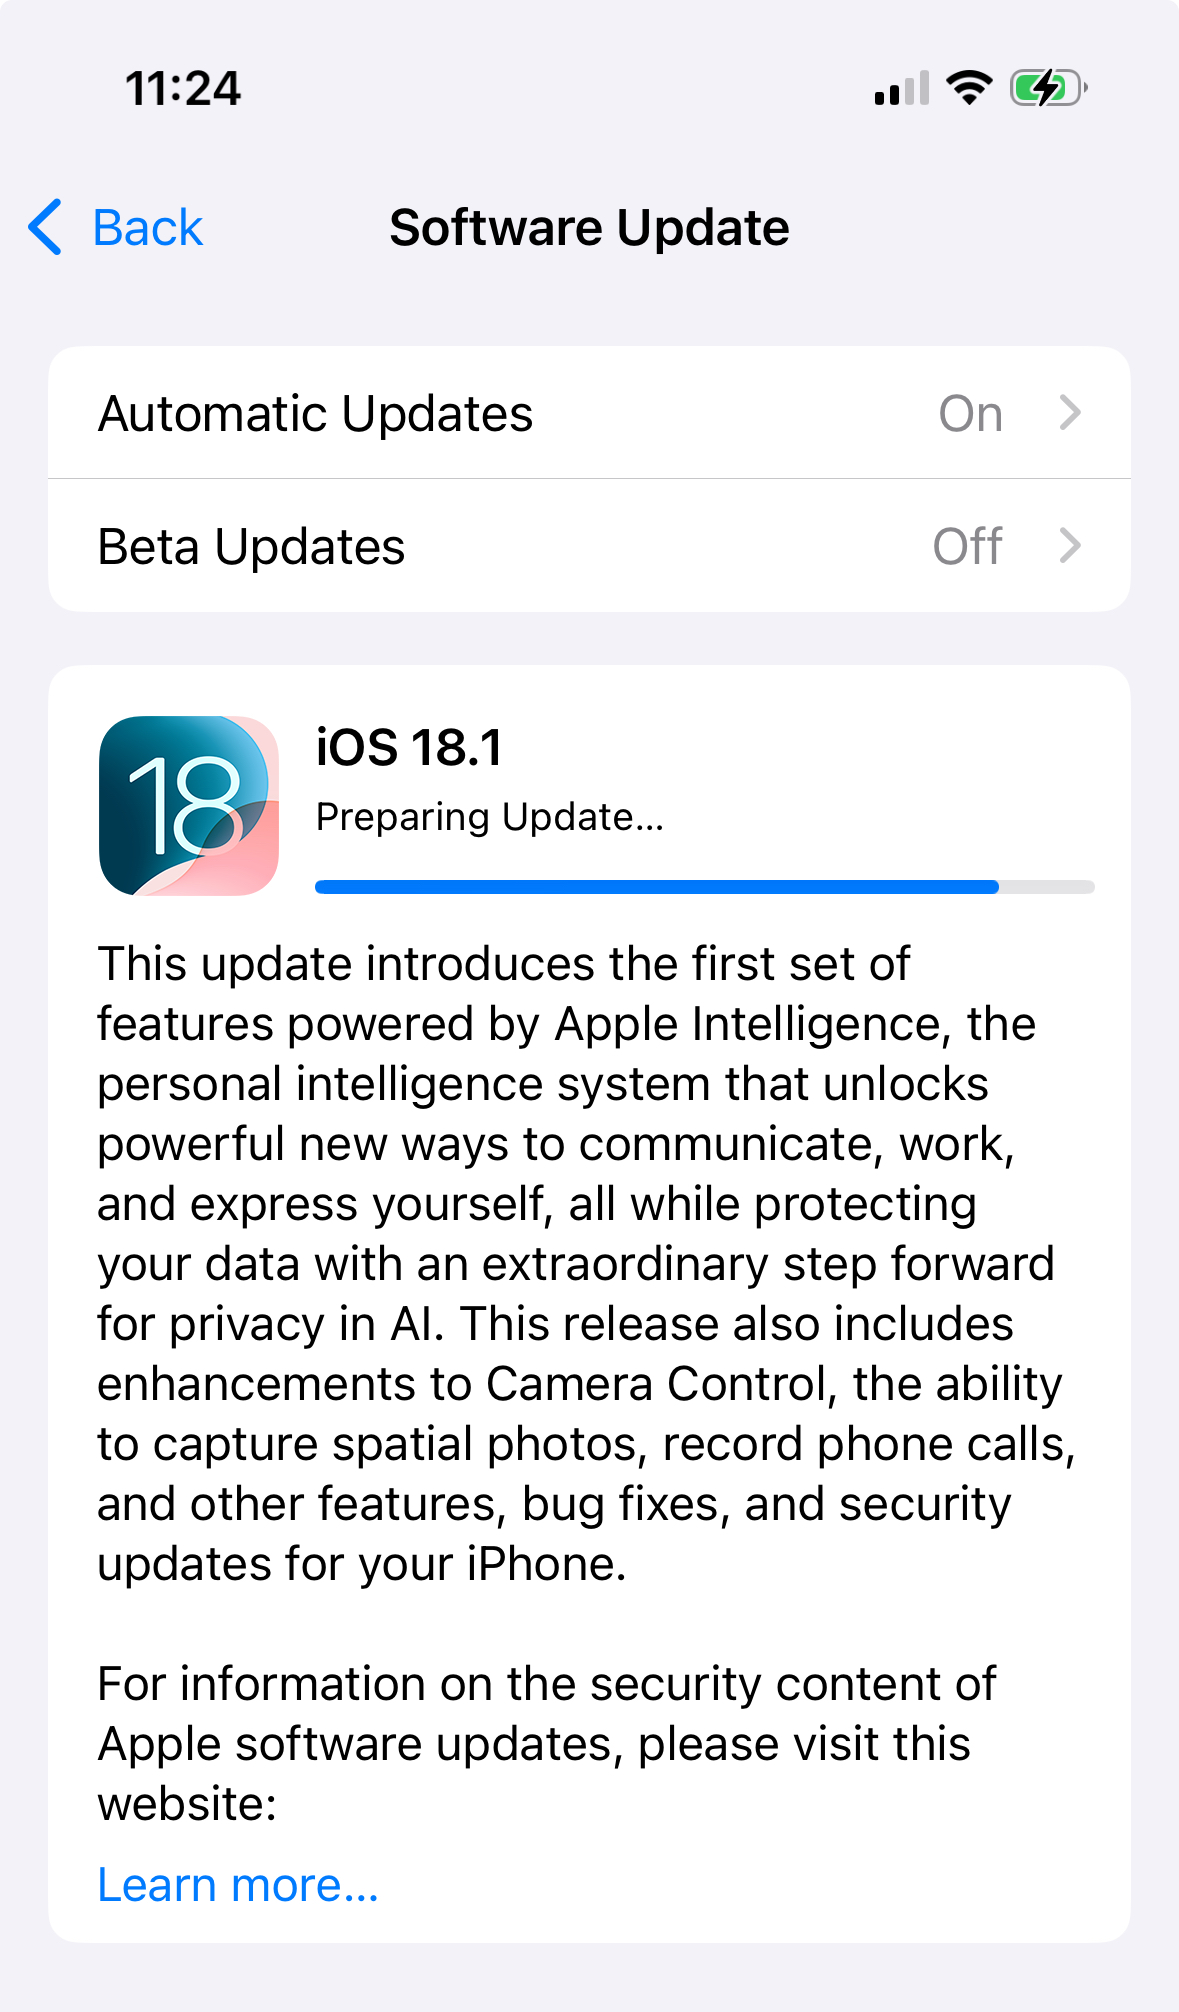 11:24
Back
Software Update
Automatic Updates On
Beta Updates Off
18
iOS 18.1
Preparing Update...
This update introduces the first set of
features powered by Apple Intelligence, the
personal intelligence system that unlocks
powerful new ways to communicate, work,
and express yourself, all while protecting
your data with an extraordinary step forward
for privacy in AI. This release also includes
enhancements to Camera Control, the ability
to capture spatial photos, record phone calls,
and other features, bug fixes, and security
updates for your iPhone.
For information on the security content of
Apple software updates, please visit this
website:
Learn more...